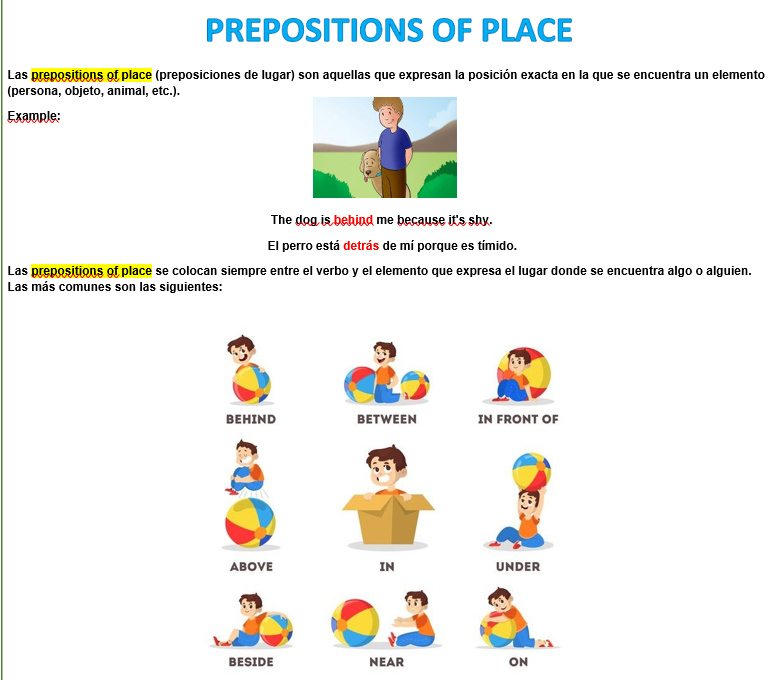 PREPOSITIONS OF PLACE
Las prepositions of place (preposiciones de lugar) son aquellas que expresan la posición exacta en la que se encuentra un elemento
(persona, objeto, animal, etc.).
Example:
The dog is behind me because it's shy.
El perro está detrás de mí porque es tímido.
Las prepositions of place se colocan siempre entre el verbo y el elemento que expresa el lugar donde se encuentra algo o alguien.
Las más comunes son las siguientes:
BEHIND BETWEEN IN FRONT OF
ABOVE IN UNDER
BESIDE NEAR ON